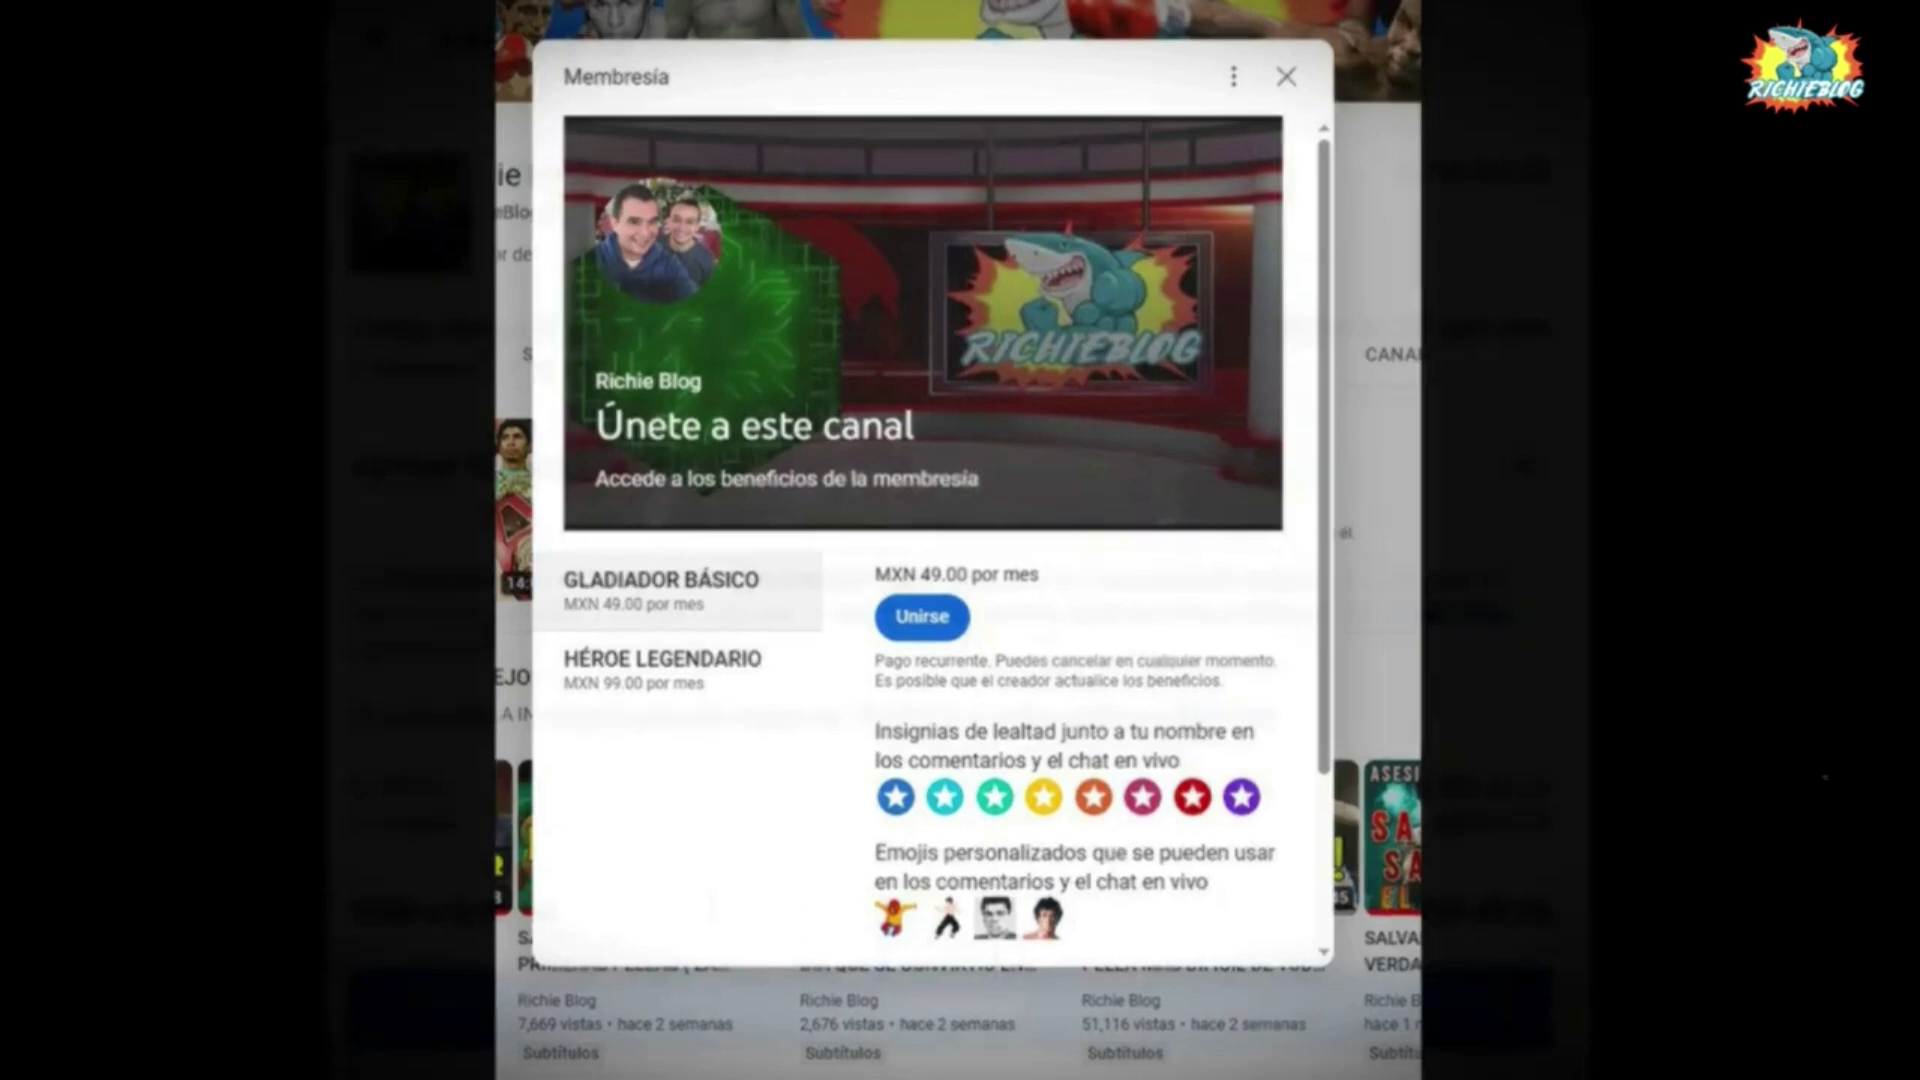 Membresía
RICHIEBLOG
RICHIEBLOG
Richie Blog
Únete a este canal
Accede a los beneficios de la membresía
CANAL
GLADIADOR BÁSICO
MXN 49.00 por mes
HÉROE LEGENDARIO
MXN 99.00 por mes
MXN 49.00 por mes
Unirse
Pago recurrente. Puedes cancelar en cualquier momento.
Es posible que el creador actualice los beneficios.
Insignias de lealtad junto a tu nombre en
los comentarios y el chat en vivo
Emojis personalizados que se pueden usar
en los comentarios y el chat en vivo
Richie Blog
7,669 vistas • hace 2 semanas
Subtítulos
Richie Blog
2,676 vistas • hace 2 semanas
Subtítulos
Richie Blog
51,116 vistas • hace 2 semanas
Subtítulos
SALVA
VERDA
Richie B
hace 1